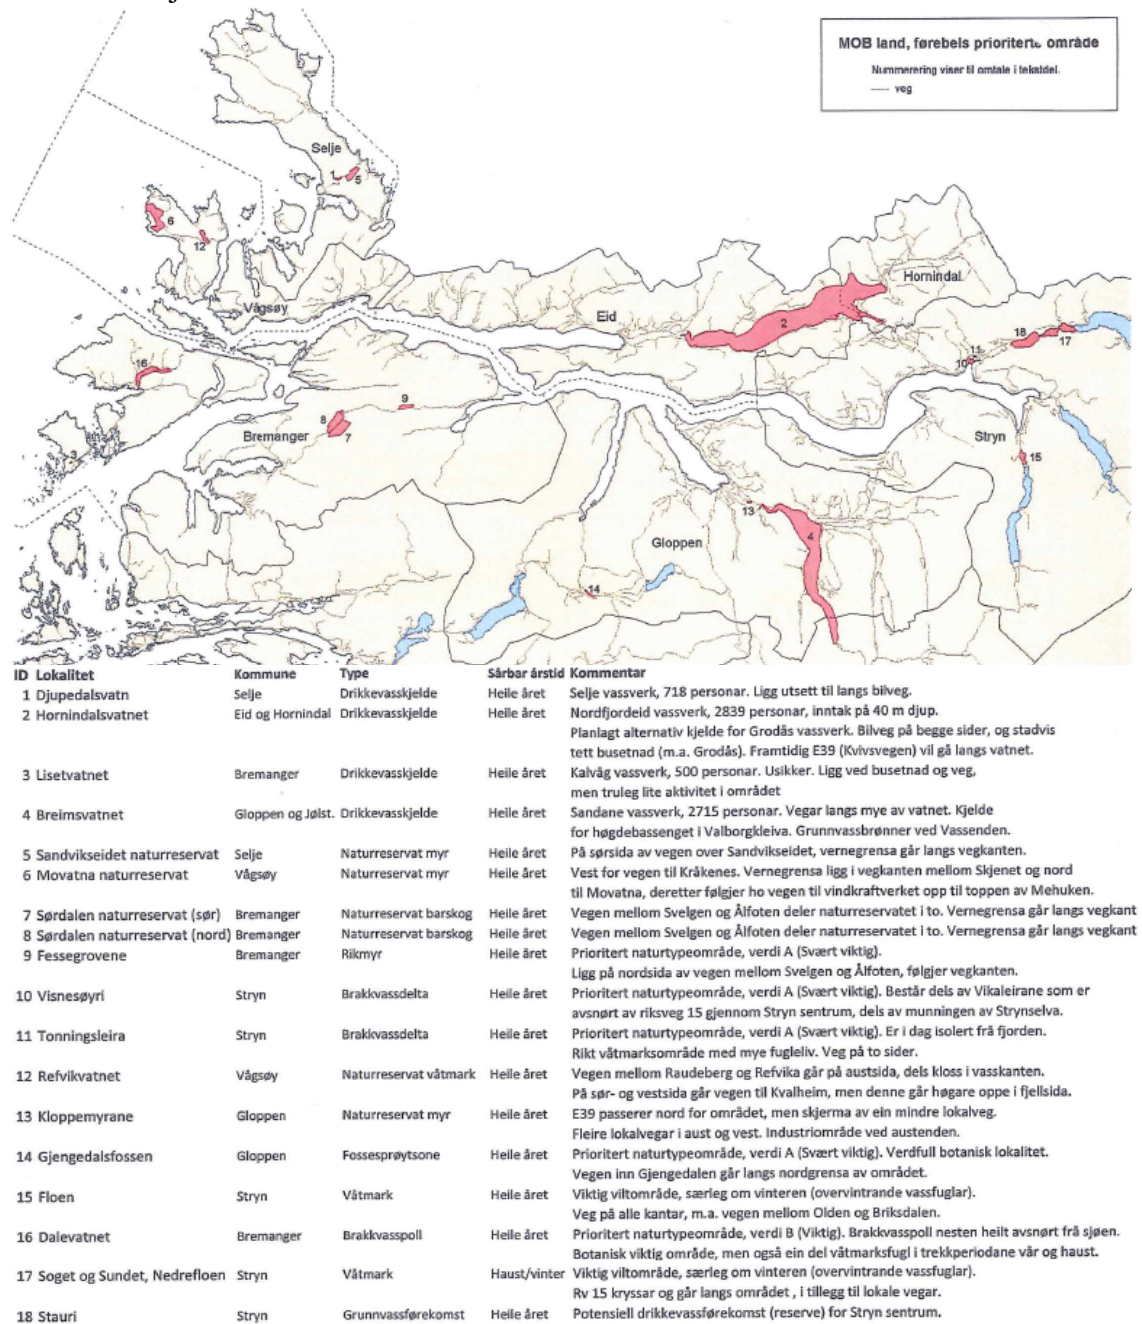 MOB land, førebels prioriterte område
Nummerering viser til omtale i tekstdel.
veg
Selje
1
5
6
12
Hornindal
Vågsøy
Eid
2
18
17
11
10
16
9
8
7
Bremanger
Stryn
3
15
13
4
Gloppen
14
ID Lokalitet Kommune Type Sårbar årstid Kommentar
1 Djupedalsvatn Selje Drikkevasskjelde Heile året Selje vassverk, 718 personar. Ligg utsett til langs bilveg.
2 Hornindalsvatnet Eid og Hornindal Drikkevasskjelde Heile året Nordfjordeid vassverk, 2839 personar, inntak på 40 m djup.
Planlagt alternativ kjelde for Grodås vassverk. Bilveg på begge sider, og stadvis
tett busetnad (m.a. Grodås). Framtidig E39 (Kvivsvegen) vil gå langs vatnet.
3 Lisetvatnet Bremanger Drikkevasskjelde Heile året Kalvåg vassverk, 500 personar. Usikker. Ligg ved busetnad og veg,
men truleg lite aktivitet i området
4 Breimsvatnet Gloppen og Jølst. Drikkevasskjelde Heile året Sandane vassverk, 2715 personar. Vegar langs mye av vatnet. Kjelde
for høgdebassenget i Valborgkleiva. Grunnvassbrønner ved Vassenden.
5 Sandvikseidet naturreservat Selje Naturreservat myr Heile året På sørsida av vegen over Sandvikseidet, vernegrensa går langs vegkanten.
6 Movatna naturreservat Vågsøy Naturreservat myr Heile året Vest for vegen til Kråkenes. Vernegrensa ligg i vegkanten mellom Skjenet og nord
til Movatna, deretter følgjer ho vegen til vindkraftverket opp til toppen av Mehuken.
7 Sørdalen naturreservat (sør) Bremanger Naturreservat barskog Heile året Vegen mellom Svelgen og Ålfoten deler naturreservatet i to. Vernegrensa går langs vegkant
8 Sørdalen naturreservat (nord) Bremanger Naturreservat barskog Heile året Vegen mellom Svelgen og Ålfoten deler naturreservatet i to. Vernegrensa går langs vegkant
9 Fessegrovene Bremanger Rikmyr Heile året Prioritert naturtypeområde, verdi A (Svært viktig).
Ligg på nordsida av vegen mellom Svelgen og Ålfoten, følgjer vegkanten.
10 Visnesøyri Stryn Brakkvassdelta Heile året Prioritert naturtypeområde, verdi A (Svært viktig). Består dels av Vikaleirane som er
avsnørt av riksveg 15 gjennom Stryn sentrum, dels av munningen av Strynselva.
11 Tonningsleira Stryn Brakkvassdelta Heile året Prioritert naturtypeområde, verdi A (Svært viktig). Er i dag isolert frå fjorden.
Rikt våtmarksområde med mye fugleliv. Veg på to sider.
12 Refvikvatnet Vågsøy Naturreservat våtmark Heile året Vegen mellom Raudeberg og Refvika går på austsida, dels kloss i vasskanten.
På sør- og vestsida går vegen til Kvalheim, men denne går høgare oppe i fjellsida.
13 Kloppemyrane Gloppen Naturreservat myr Heile året E39 passerer nord for området, men skjerma av ein mindre lokalveg.
Fleire lokalvegar i aust og vest. Industriområde ved austenden.
14 Gjengedalsfossen Gloppen Fossesprøytsone Heile året Prioritert naturtypeområde, verdi A (Svært viktig). Verdfull botanisk lokalitet.
Vegen inn Gjengedalen går langs nordgrensa av området.
15 Floen Stryn Våtmark Heile året Viktig viltområde, særleg om vinteren (overvintrande vassfuglar).
Veg på alle kantar, m.a. vegen mellom Olden og Briksdalen.
16 Dalevatnet Bremanger Brakkvasspoll Heile året Prioritert naturtypeområde, verdi B (Viktig). Brakkvasspoll nesten heilt avsnørt frå sjøen.
Botanisk viktig område, men også ein del våtmarksfugl i trekkperiodane vår og haust.
17 Soget og Sundet, Nedrefloen Stryn Våtmark Haust/vinter Viktig viltområde, særleg om vinteren (overvintrande vassfuglar).
Rv 15 kryssar og går langs området , i tillegg til lokale vegar.
18 Stauri Stryn Grunnvassførekomst Heile året Potensiell drikkevassførekomst (reserve) for Stryn sentrum.